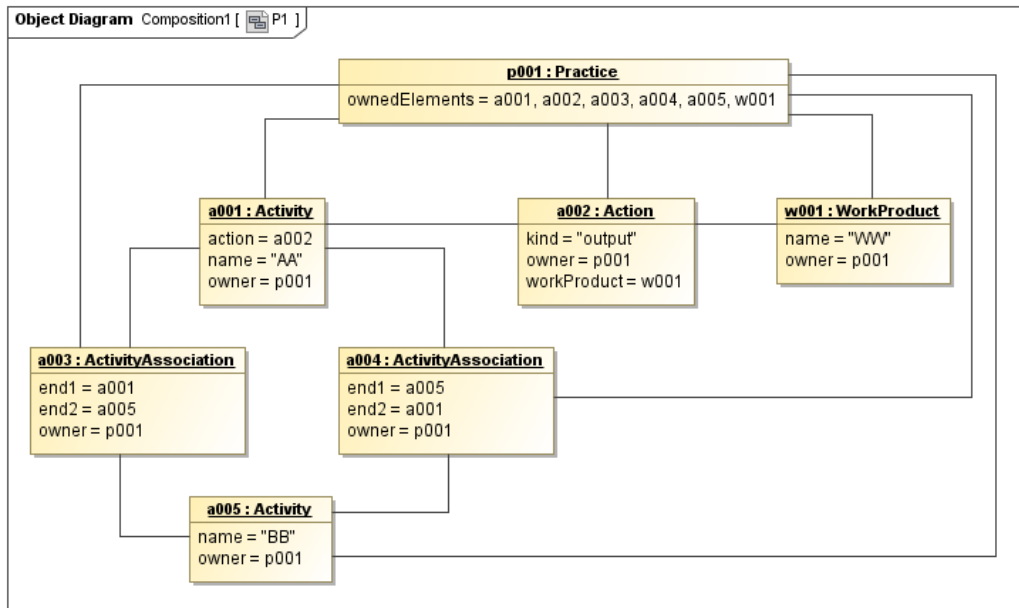 Object Diagram Composition1 [ P1 ]
p001 : Practice
ownedElements = a001, a002, a003, a004, a005, w001
a001 : Activity
action = a002
name = "AA"
owner = p001
a002 : Action
kind = "output"
owner = p001
workProduct = w001
w001 : WorkProduct
name = "WW"
owner = p001
a003 : ActivityAssociation
end1 = a001
end2 = a005
owner = p001
a004 : ActivityAssociation
end1 = a005
end2 = a001
owner = p001
a005 : Activity
name = "BB"
owner = p001